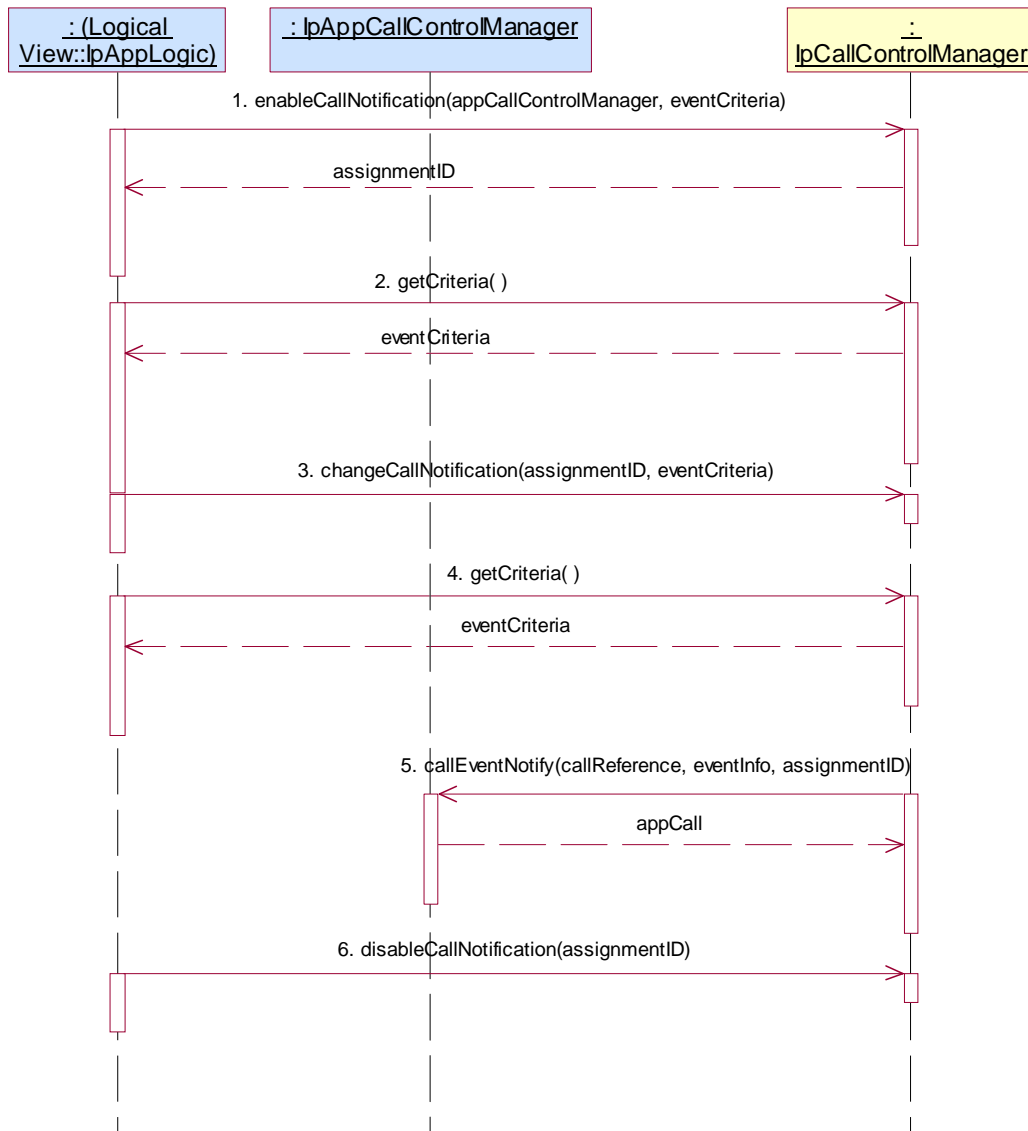 : (Logical
View::IpAppLogic)
: IpAppCallControlManager
:
IpCallControlManager
1. enableCallNotification(appCallControlManager, eventCriteria)
assignmentID
2. getCriteria( )
eventCriteria
3. changeCallNotification(assignmentID, eventCriteria)
4. getCriteria( )
eventCriteria
5. callEventNotify(callReference, eventInfo, assignmentID)
appCall
6. disableCallNotification(assignmentID)